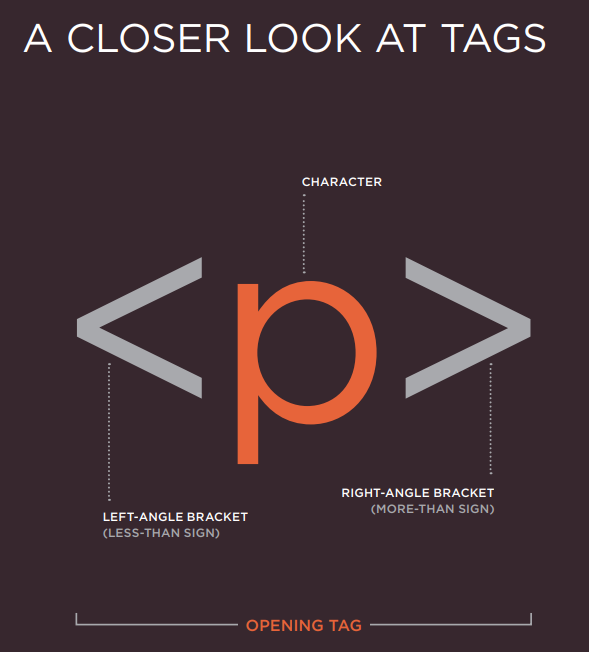 A CLOSER LOOK AT TAGS
CHARACTER
<p>
RIGHT-ANGLE BRACKET
(MORE-THAN SIGN)
LEFT-ANGLE BRACKET
(LESS-THAN SIGN)
OPENING TAG